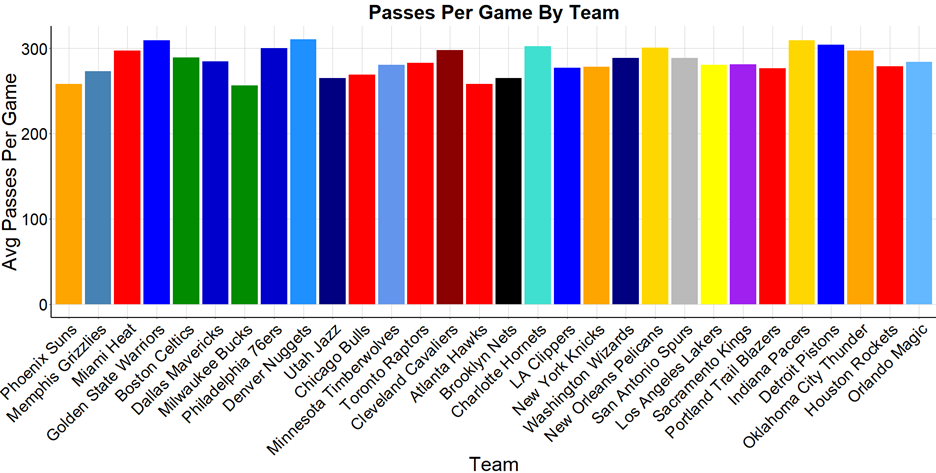 Passes Per Game By Team
Avg Passes Per Game
300
200
100
0
Phoenix Suns
Memphis Grizzlies
Miami Heat
Golden State Warriors
Boston Celtics
Dallas Mavericks
Milwaukee Bucks
Philadelphia 76ers
Denver Nuggets
Utah Jazz
Chicago Bulls
Minnesota Timberwolves
Toronto Raptors
Cleveland Cavaliers
Atlanta Hawks
Brooklyn Nets
Charlotte Hornets
LA Clippers
New York Knicks
Washington Wizards
New Orleans Pelicans
San Antonio Spurs
Los Angeles Lakers
Sacramento Kings
Portland Trail Blazers
Indiana Pacers
Detroit Pistons
Oklahoma City Thunder
Houston Rockets
Orlando Magic
Team